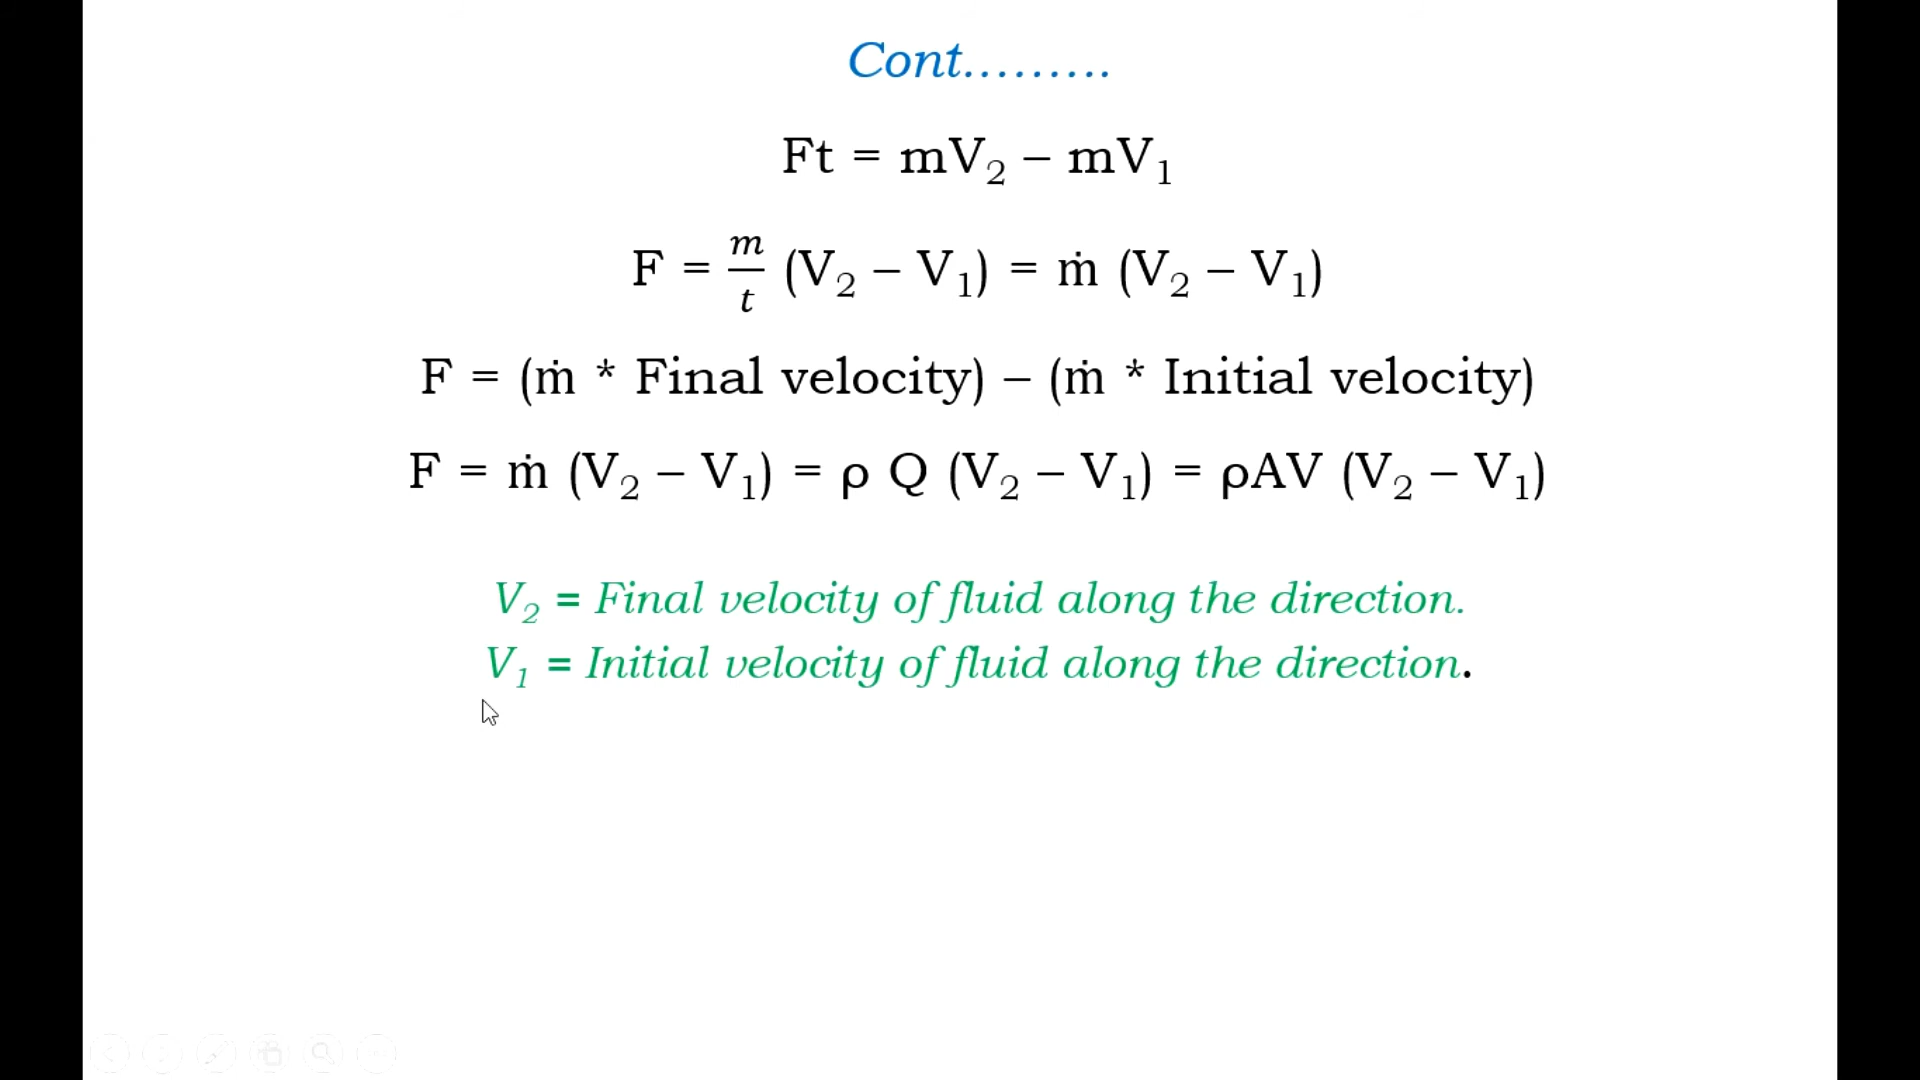 Cont.........
Ft = mV₂ – mV₁
F = m/t (V₂ – V₁) = ṁ (V₂ – V₁)
F = (ṁ * Final velocity) – (ṁ * Initial velocity)
F = ṁ (V₂ – V₁) = ρ Q (V₂ – V₁) = ρAV (V₂ – V₁)
V₂ = Final velocity of fluid along the direction.
V₁ = Initial velocity of fluid along the direction.